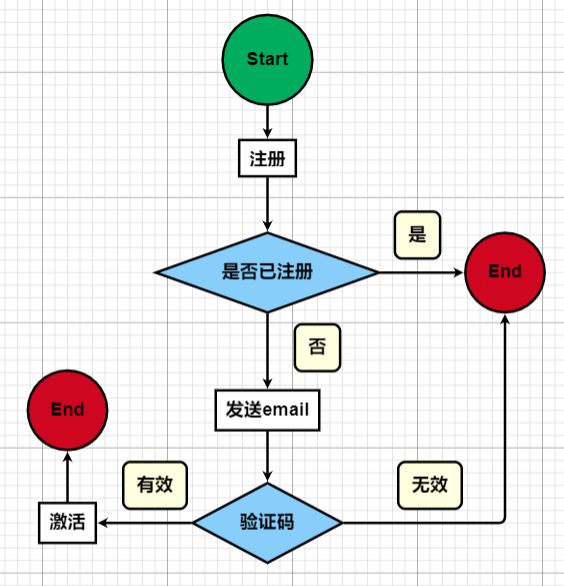 Start
注册
是
是否已注册
End
否
End
发送email
有效
无效
激活
验证码